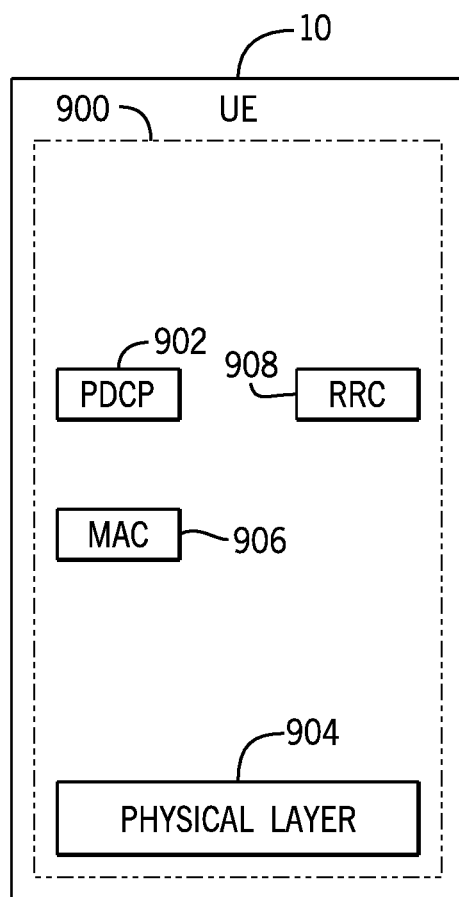 10
900
UE
902
908
PDCP
RRC
MAC
906
904
PHYSICAL LAYER